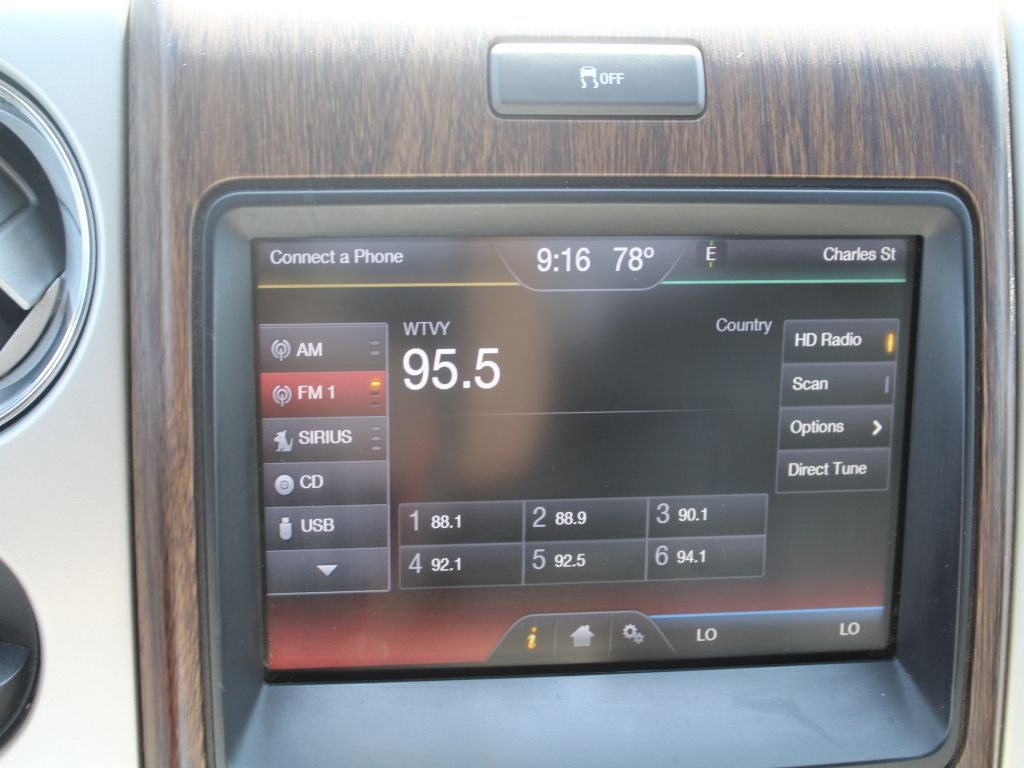 OFF
Connect a Phone 9:16 78º E Charles St
AM
FM 1
SIRIUS
CD
USB
WTVY
95.5
Country
HD Radio
Scan
Options
Direct Tune
1 88.1 2 88.9 3 90.1
4 92.1 5 92.5 6 94.1
i LO LO